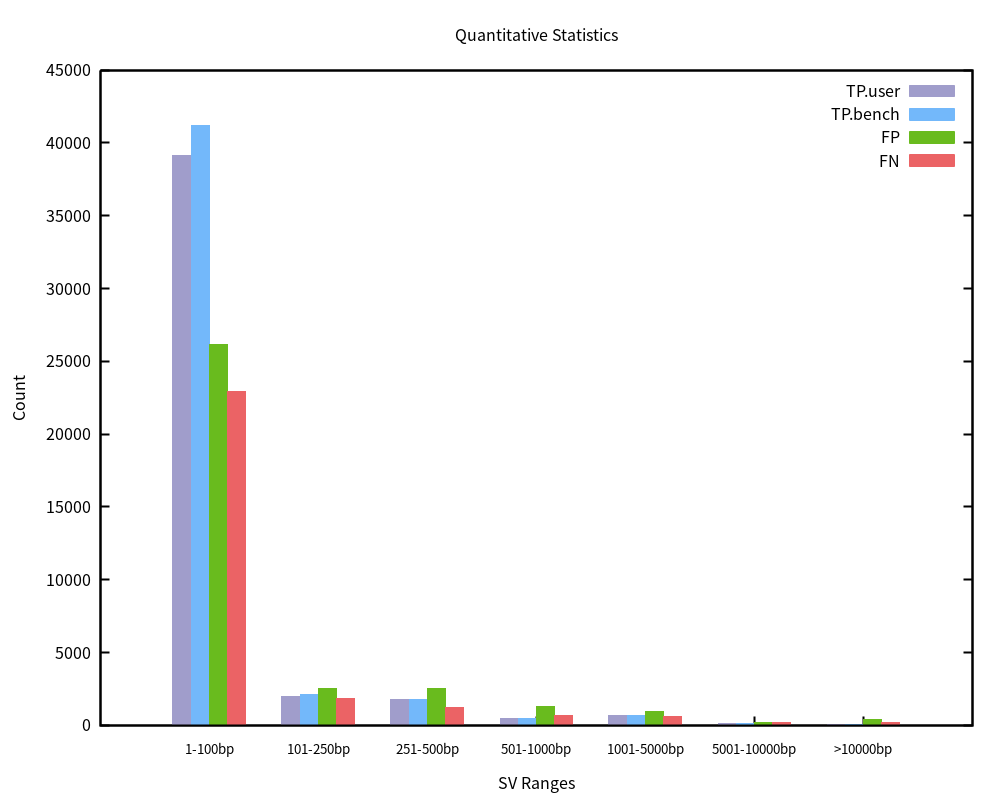 Quantitative Statistics
45000
40000
35000
30000
25000
20000
15000
10000
5000
0
Count
TP.user
TP.bench
FP
FN
1-100bp
101-250bp
251-500bp
501-1000bp
1001-5000bp
5001-10000bp
>10000bp
SV Ranges